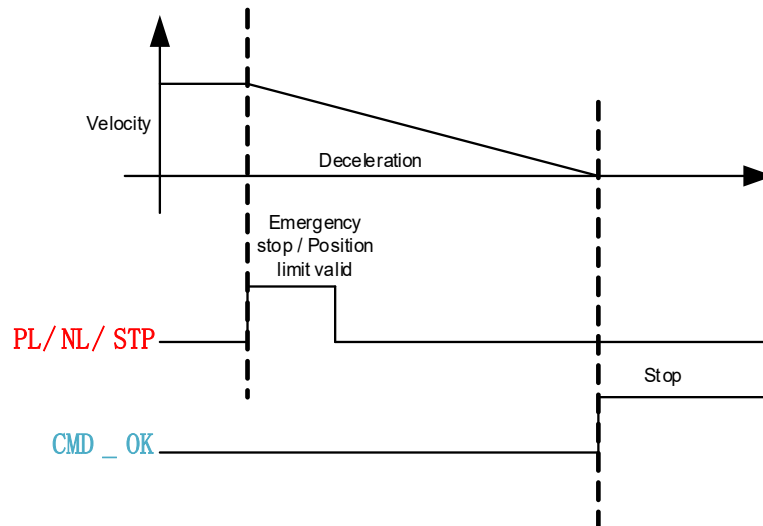 Velocity
Deceleration
Emergency
stop / Position
limit valid
PL/ NL/ STP
Stop
CMD _ OK